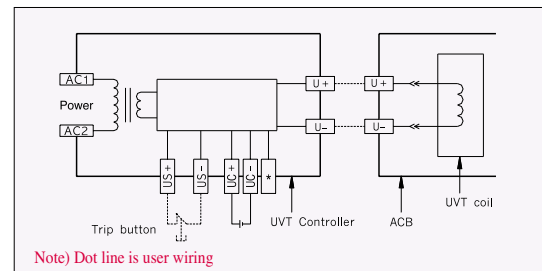 AC1
Power
AC2
U+
U-
U+
U-
US+
US-
UC+
UC-
*
Trip button
UVT Controller
ACB
UVT coil
Note) Dot line is user wiring